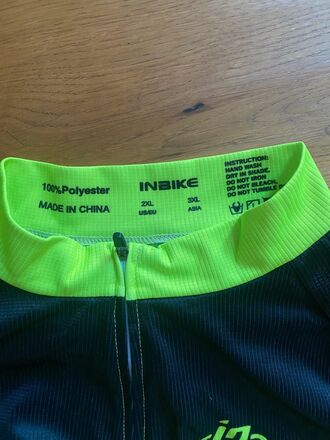 100%Polyester
MADE IN CHINA
INBIKE
2XL 3XL
US/EU ASIA
INSTRUCTION:
HAND WASH
DRY IN SHADE.
DO NOT IRON
DO NOT BLEACH.
DO NOT TUMBLE